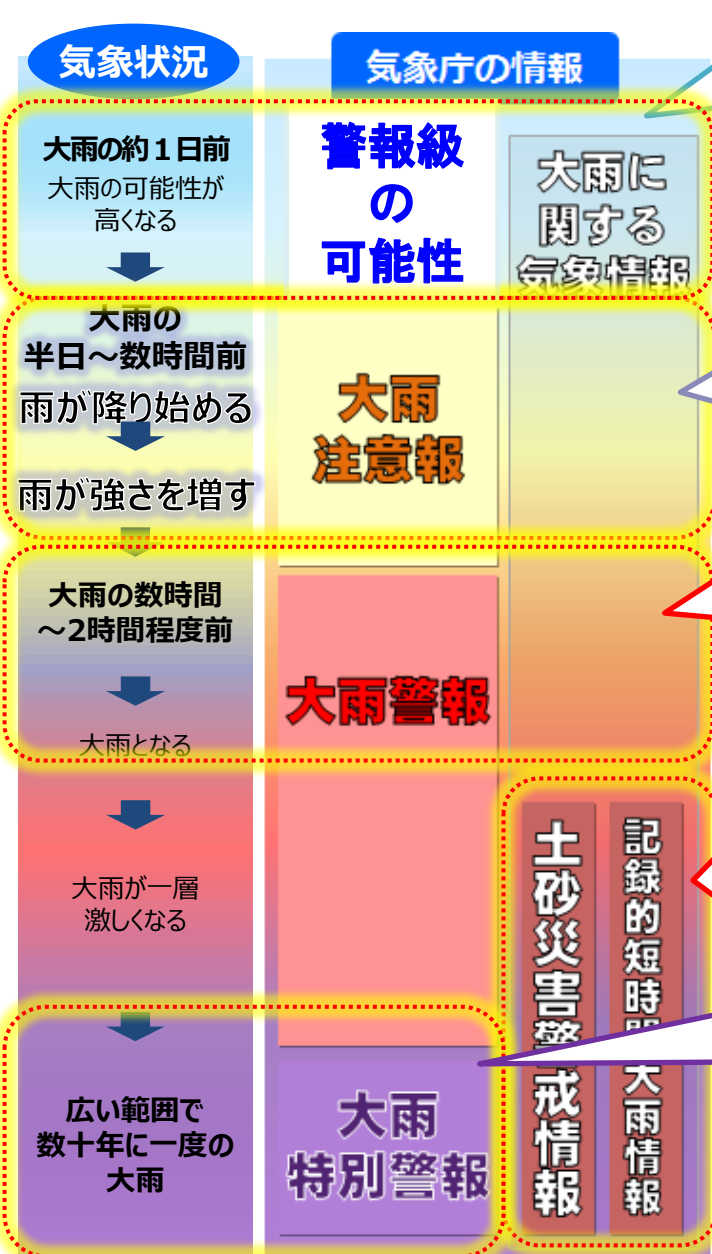 気象状況
気象庁の情報
大雨の約1日前
大雨の可能性が
高くなる
警報級
の
可能性
大雨に
関する
気象情報
大雨の
半日～数時間前
雨が降り始める
雨が強さを増す
大雨
注意報
大雨の数時間
～2時間程度前
大雨となる
大雨警報
大雨が一層
激しくなる
土砂災害警戒情報
記録的短時間大雨情報
広い範囲で
数十年に一度の
大雨
大雨
特別警報